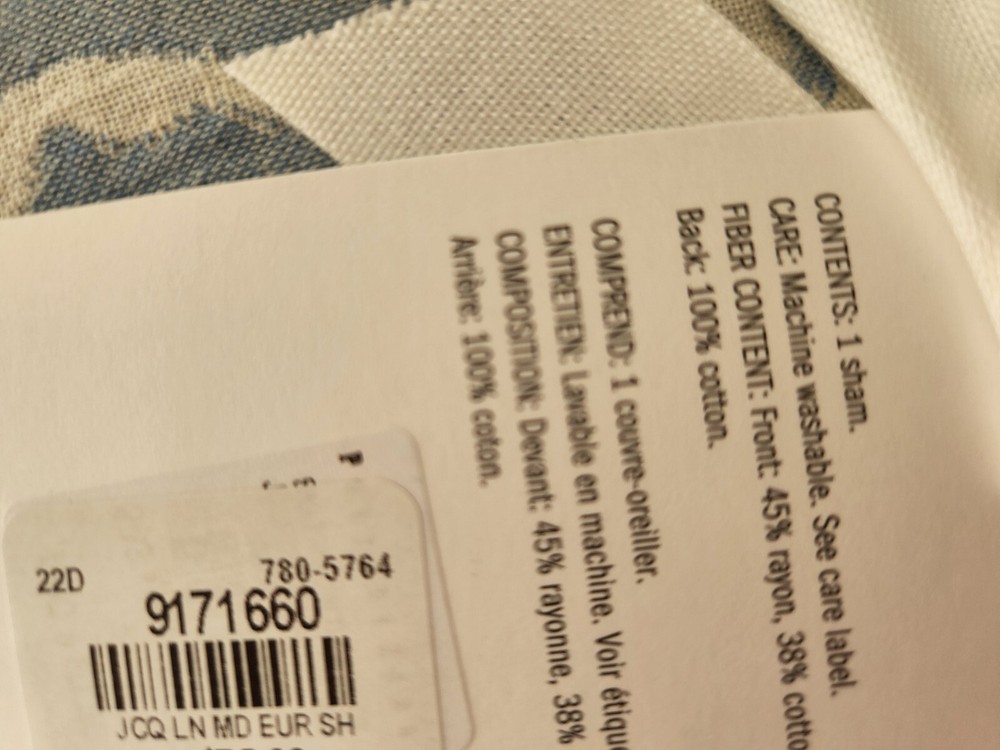 CONTENTS: 1 sham.
CARE: Machine washable. See care label.
FIBER CONTENT: Front: 45% rayon, 38% cotto
Back: 100% cotton.
COMPREND: 1 couvre-oreiller.
ENTRETIEN: Lavable en machine. Voir étique
COMPOSITION: Devant: 45% rayonne, 38%
Arrière: 100% coton.
22D 780-5764
9171660
JCQ LN MD EUR SH